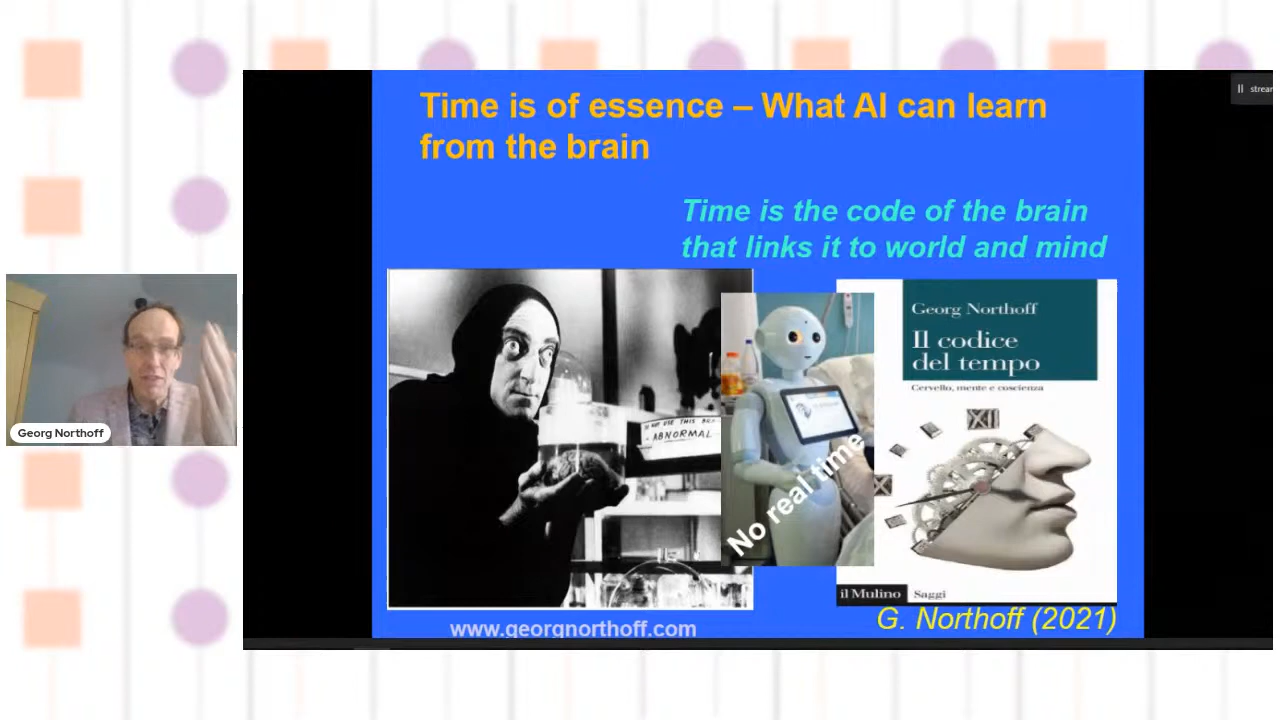 Time is of essence – What AI can learn
from the brain
Time is the code of the brain
that links it to world and mind
Georg Northoff
Georg Northoff
Il codice
del tempo
Cervello, mente e coscienza
ABNORMAL
No real time
XII
X
il Mulino Saggi
G. Northoff (2021)
www.georgnorthoff.com